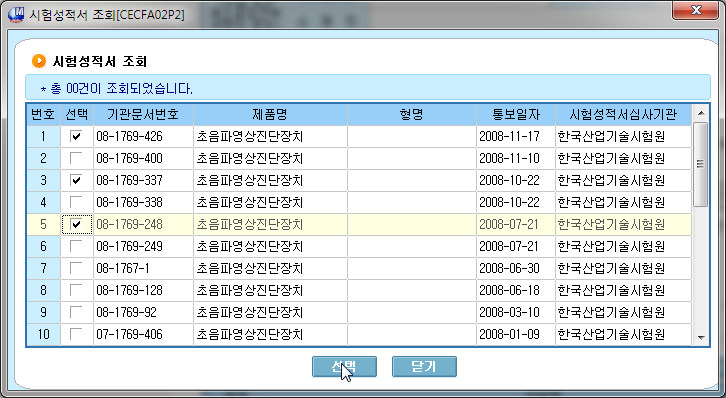 시험성적서 조회[CECFA02P2]
시험성적서 조회
* 총 00건이 조회되었습니다.
번호 선택 기관문서번호 제품명 형명 통보일자 시험성적서심사기관
1 08-1769-426 초음파영상진단장치 2008-11-17 한국산업기술시험원
2 08-1769-400 초음파영상진단장치 2008-11-10 한국산업기술시험원
3 08-1769-337 초음파영상진단장치 2008-10-22 한국산업기술시험원
4 08-1769-338 초음파영상진단장치 2008-10-22 한국산업기술시험원
5 08-1769-248 초음파영상진단장치 2008-07-21 한국산업기술시험원
6 08-1769-249 초음파영상진단장치 2008-07-21 한국산업기술시험원
7 08-1767-1 초음파영상진단장치 2008-06-30 한국산업기술시험원
8 08-1769-128 초음파영상진단장치 2008-06-18 한국산업기술시험원
9 08-1769-92 초음파영상진단장치 2008-03-10 한국산업기술시험원
10 07-1769-406 초음파영상진단장치 2008-01-09 한국산업기술시험원
선택 닫기